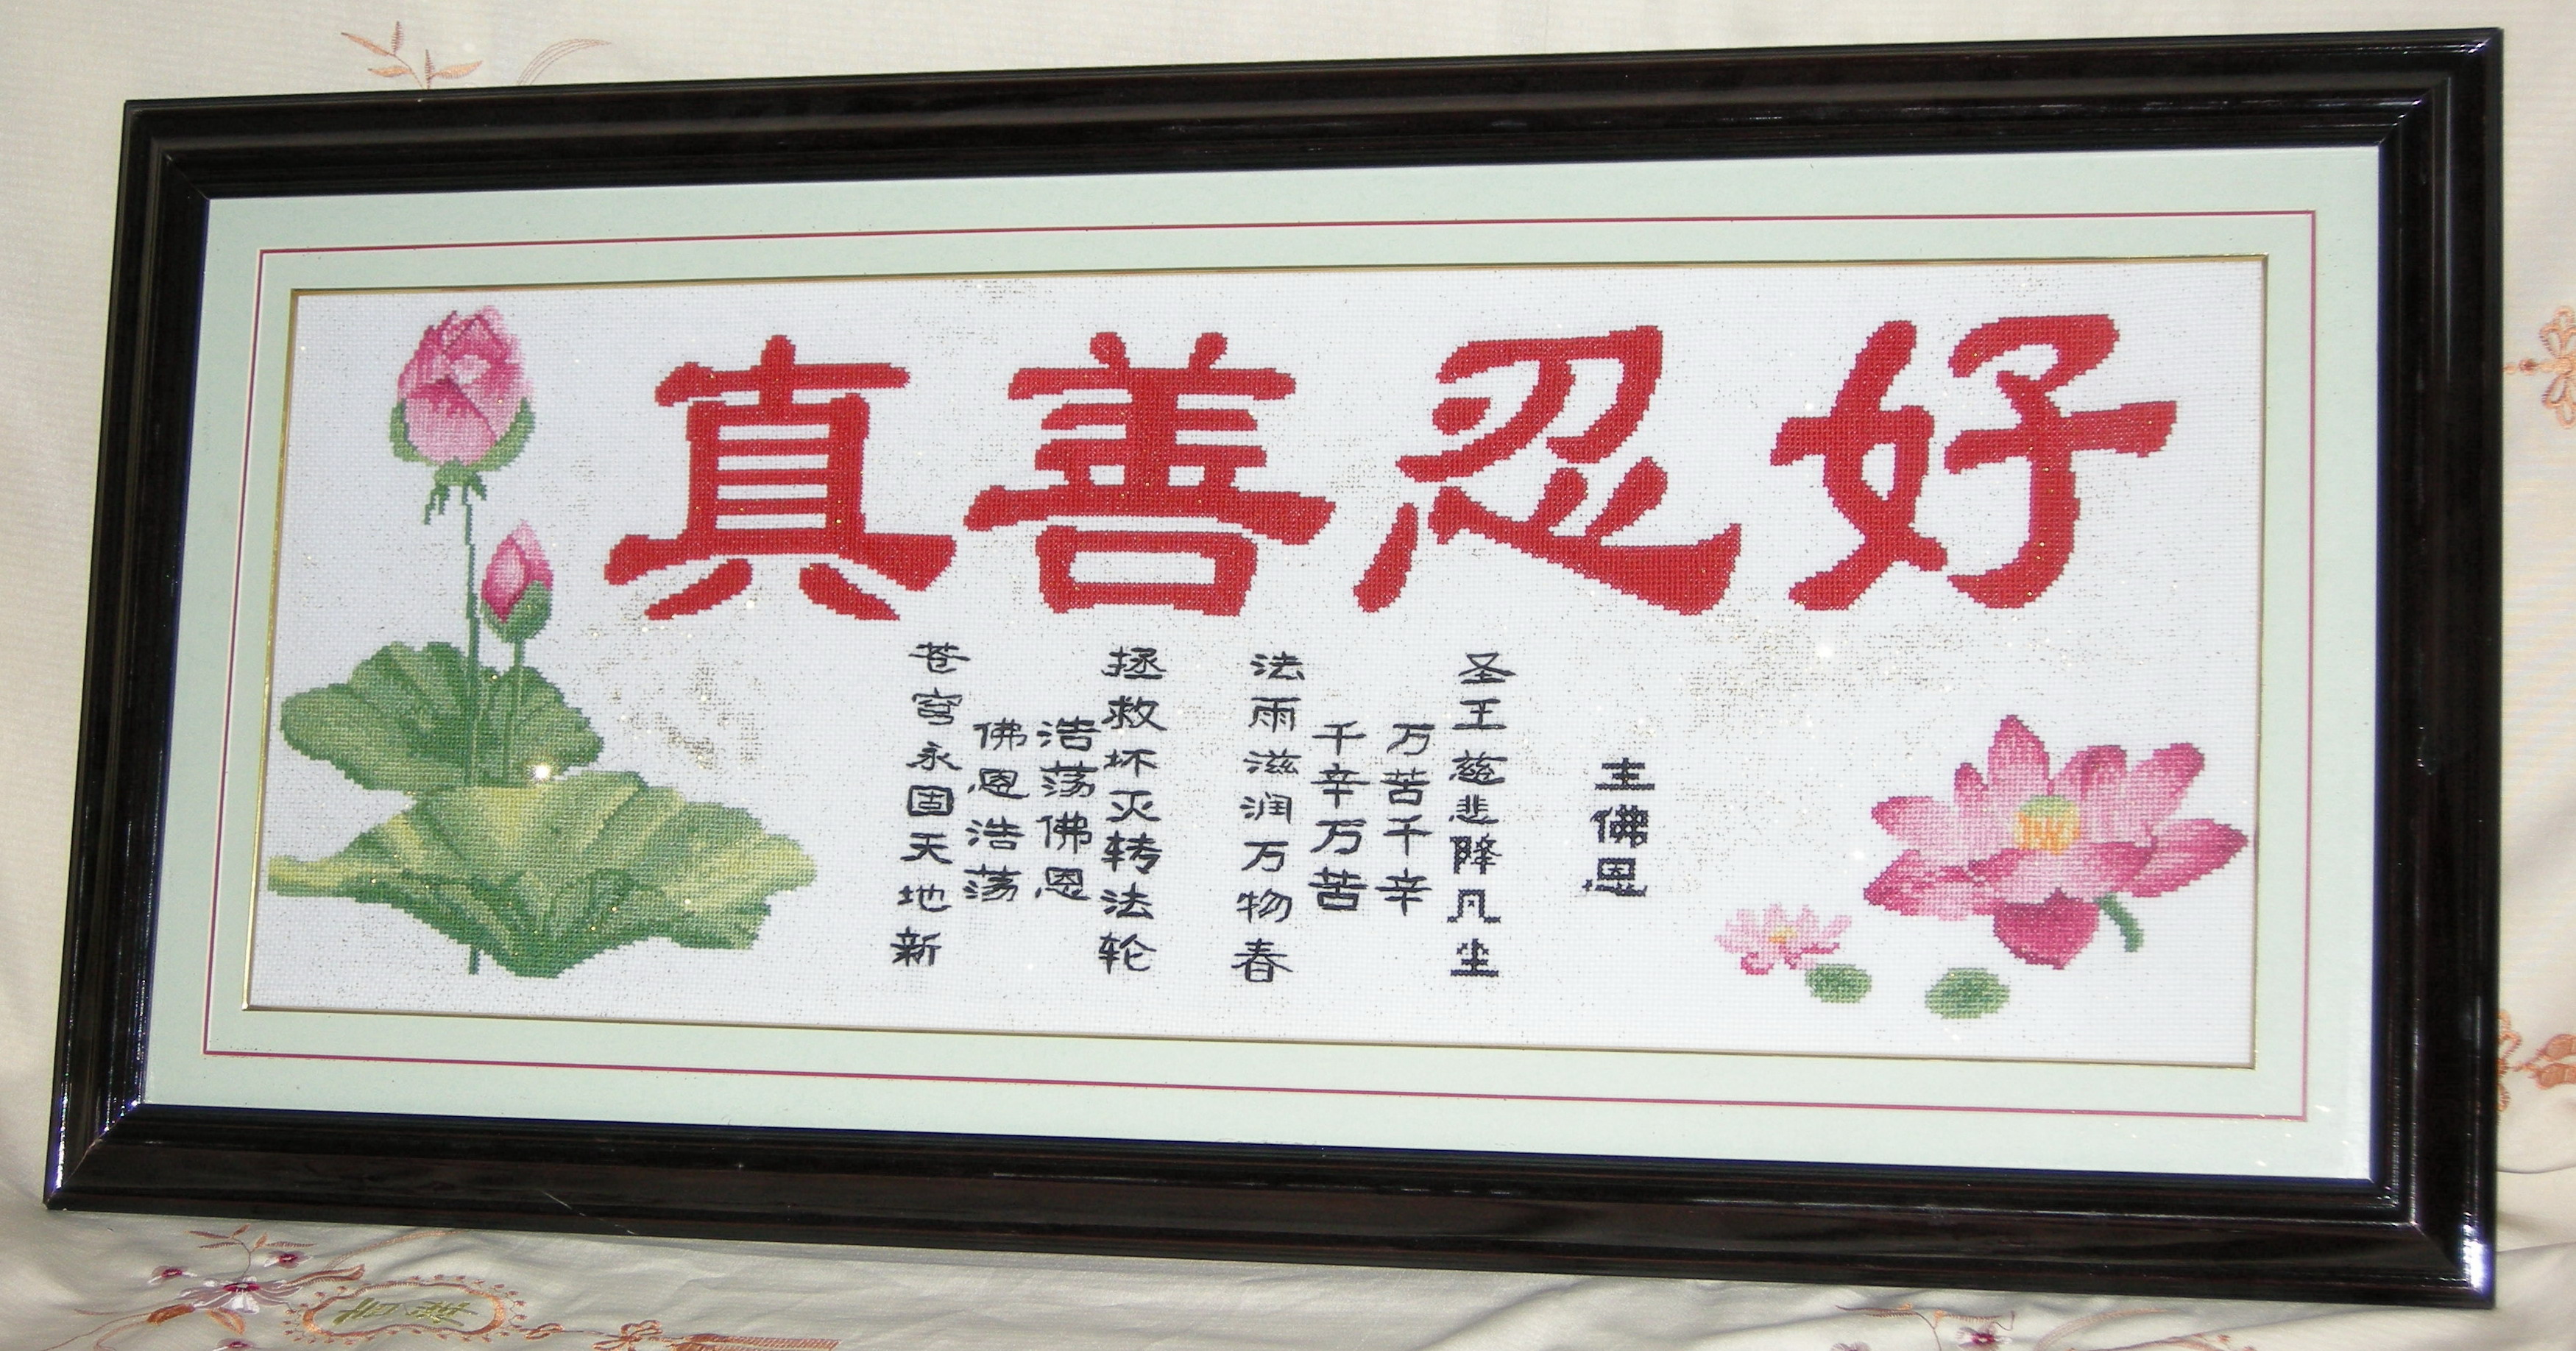 真善忍好
主佛恩
圣王慈悲降凡尘
万苦千辛
千辛万苦
法雨滋润万物春
拯救坏灭转法轮
浩荡佛恩
佛恩浩荡
苍穹永固天地新